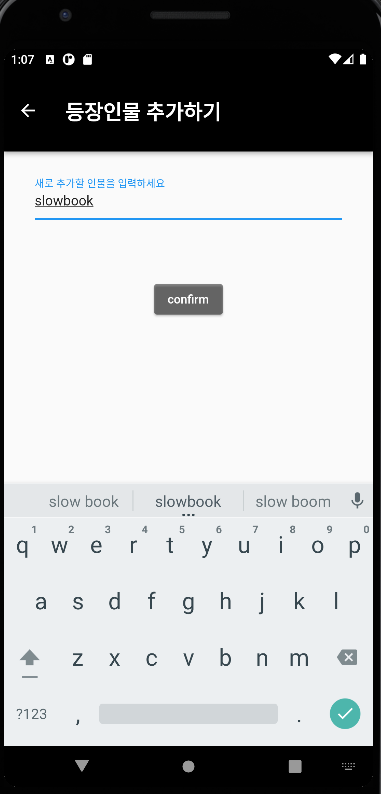 1:07
등장인물 추가하기
새로 추가할 인물을 입력하세요
slowbook
confirm
slow book slowbook slow boom
1 2 3 4 5 6 7 8 9 0
q w e r t y u i o p
a s d f g h j k l
z x c v b n m
?123 , .